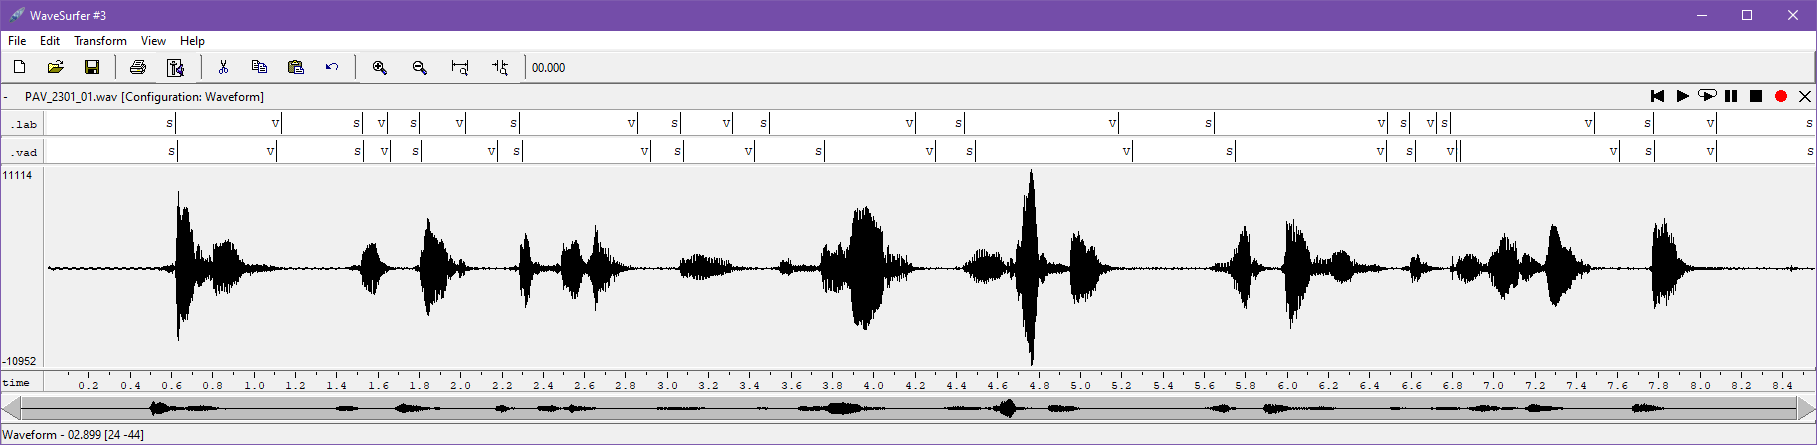 WaveSurfer #3
File Edit Transform View Help
00.000
- PAV_2301_01.wav [Configuration: Waveform]
.lab S V S V S V S V S V S V S V S V S V S V S V S
.vad S V S V S V S V S V S V S V S V S V V S V S
11114
-10952
time 0.2 0.4 0.6 0.8 1.0 1.2 1.4 1.6 1.8 2.0 2.2 2.4 2.6 2.8 3.0 3.2 3.4 3.6 3.8 4.0 4.2 4.4 4.6 4.8 5.0 5.2 5.4 5.6 5.8 6.0 6.2 6.4 6.6 6.8 7.0 7.2 7.4 7.6 7.8 8.0 8.2 8.4
Waveform - 02.899 [24 -44]